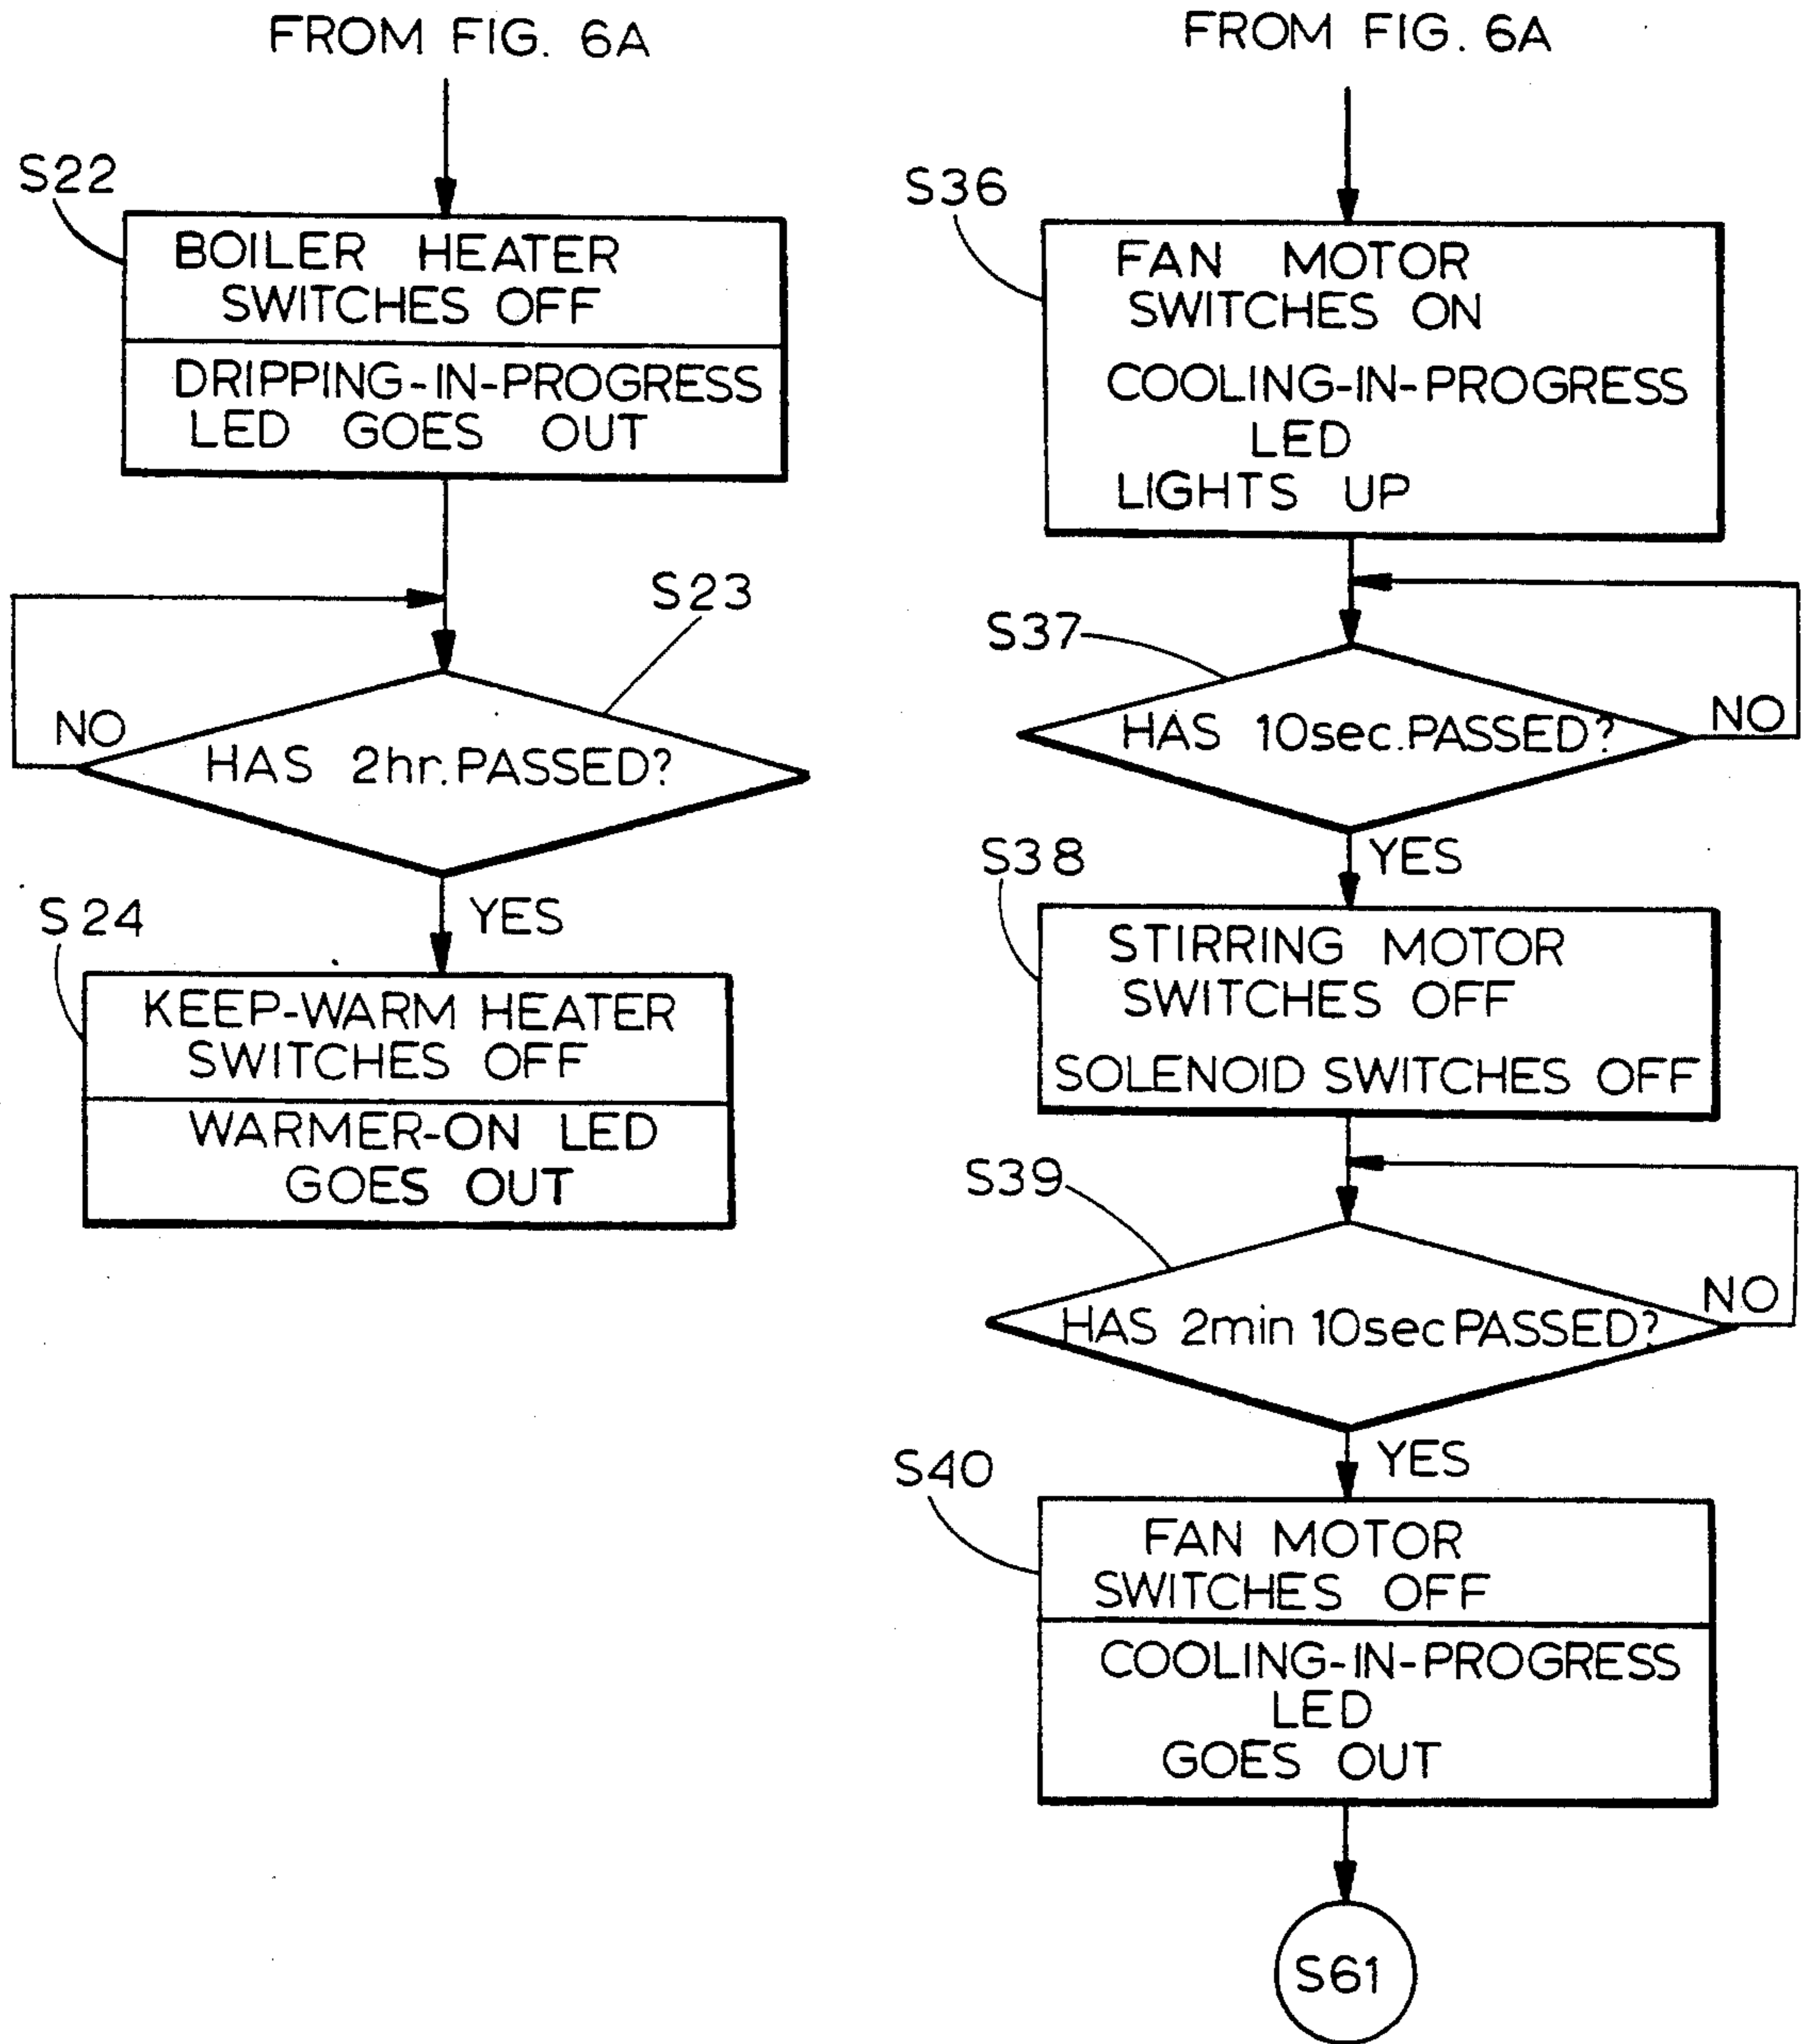 FROM FIG. 6A
S22
BOILER HEATER
SWITCHES OFF
DRIPPING-IN-PROGRESS
LED GOES OUT
S23
NO
HAS 2hr. PASSED?
YES
S24
KEEP-WARM HEATER
SWITCHES OFF
WARMER-ON LED
GOES OUT
FROM FIG. 6A
S36
FAN MOTOR
SWITCHES ON
COOLING-IN-PROGRESS
LED
LIGHTS UP
S37
HAS 10sec. PASSED?
NO
YES
S38
STIRRING MOTOR
SWITCHES OFF
SOLENOID SWITCHES OFF
S39
HAS 2min 10sec PASSED?
NO
YES
S40
FAN MOTOR
SWITCHES OFF
COOLING-IN-PROGRESS
LED
GOES OUT
S61